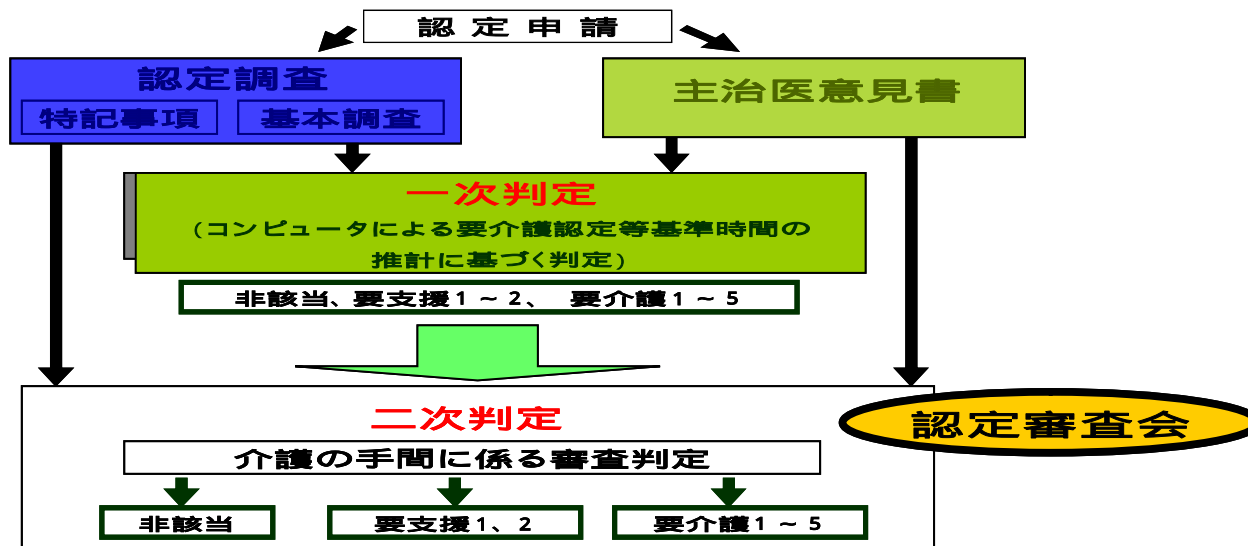 認定申請
認定調査
特記事項
基本調査
主治医意見書
一次判定
(コンピュータによる要介護認定等基準時間の
推計に基づく判定)
非該当、要支援1~2、 要介護1~5
二次判定
認定審査会
介護の手間に係る審査判定
非該当
要支援1、2
要介護1~5